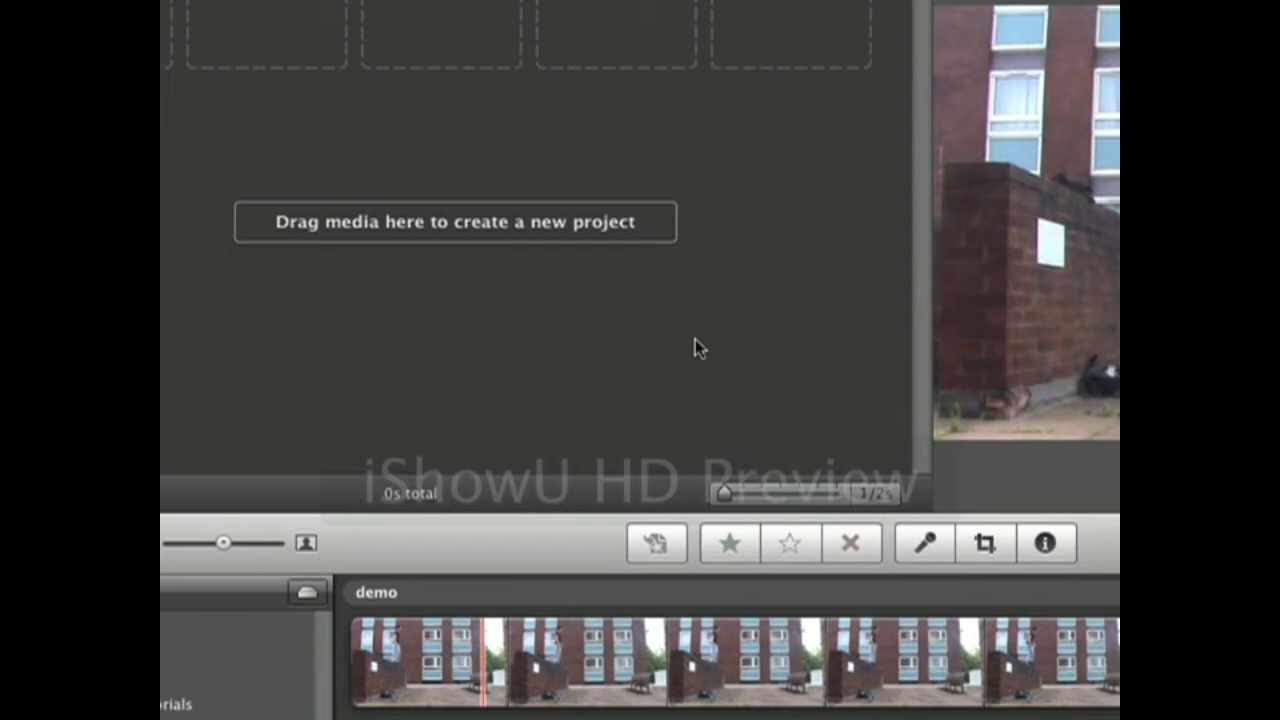 Drag media here to create a new project
iShowU HD Preview
0s total
1/2s
demo
rials